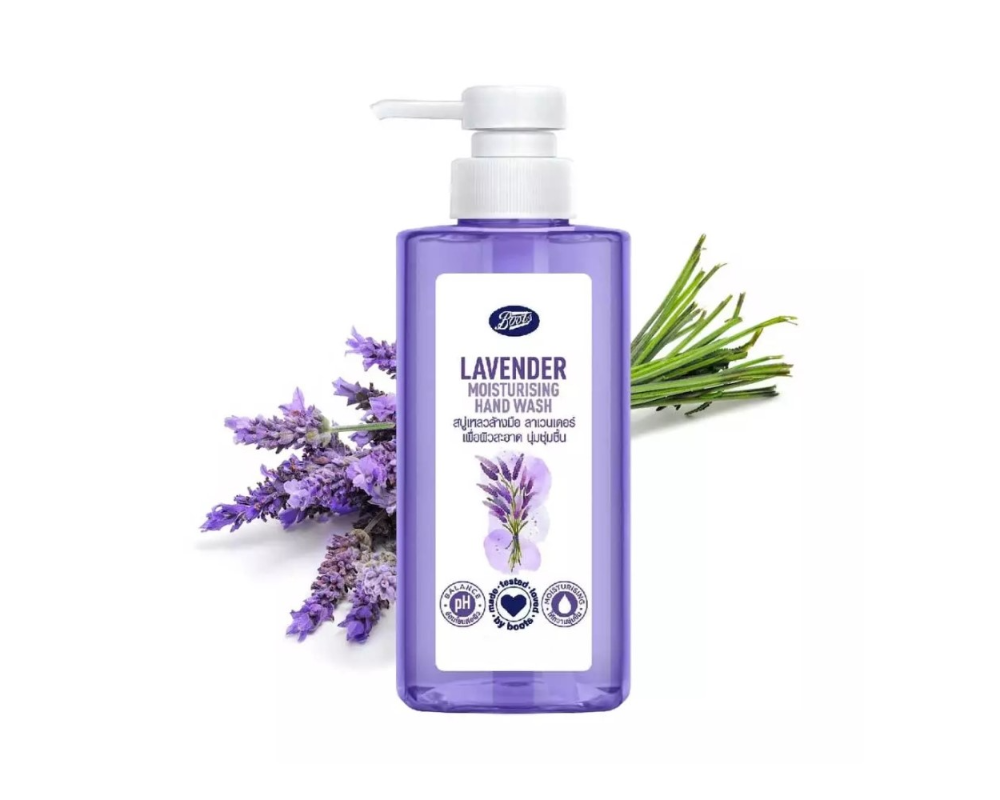 Boots
LAVENDER
MOISTURISING
HAND WASH
สบู่เหลวล้างมือ ลาเวนเดอร์
เพื่อผิวสะอาด นุ่มชุ่มชื้น
BALANCE
pH
made • tested • loved
• by boots •
MOISTURISING